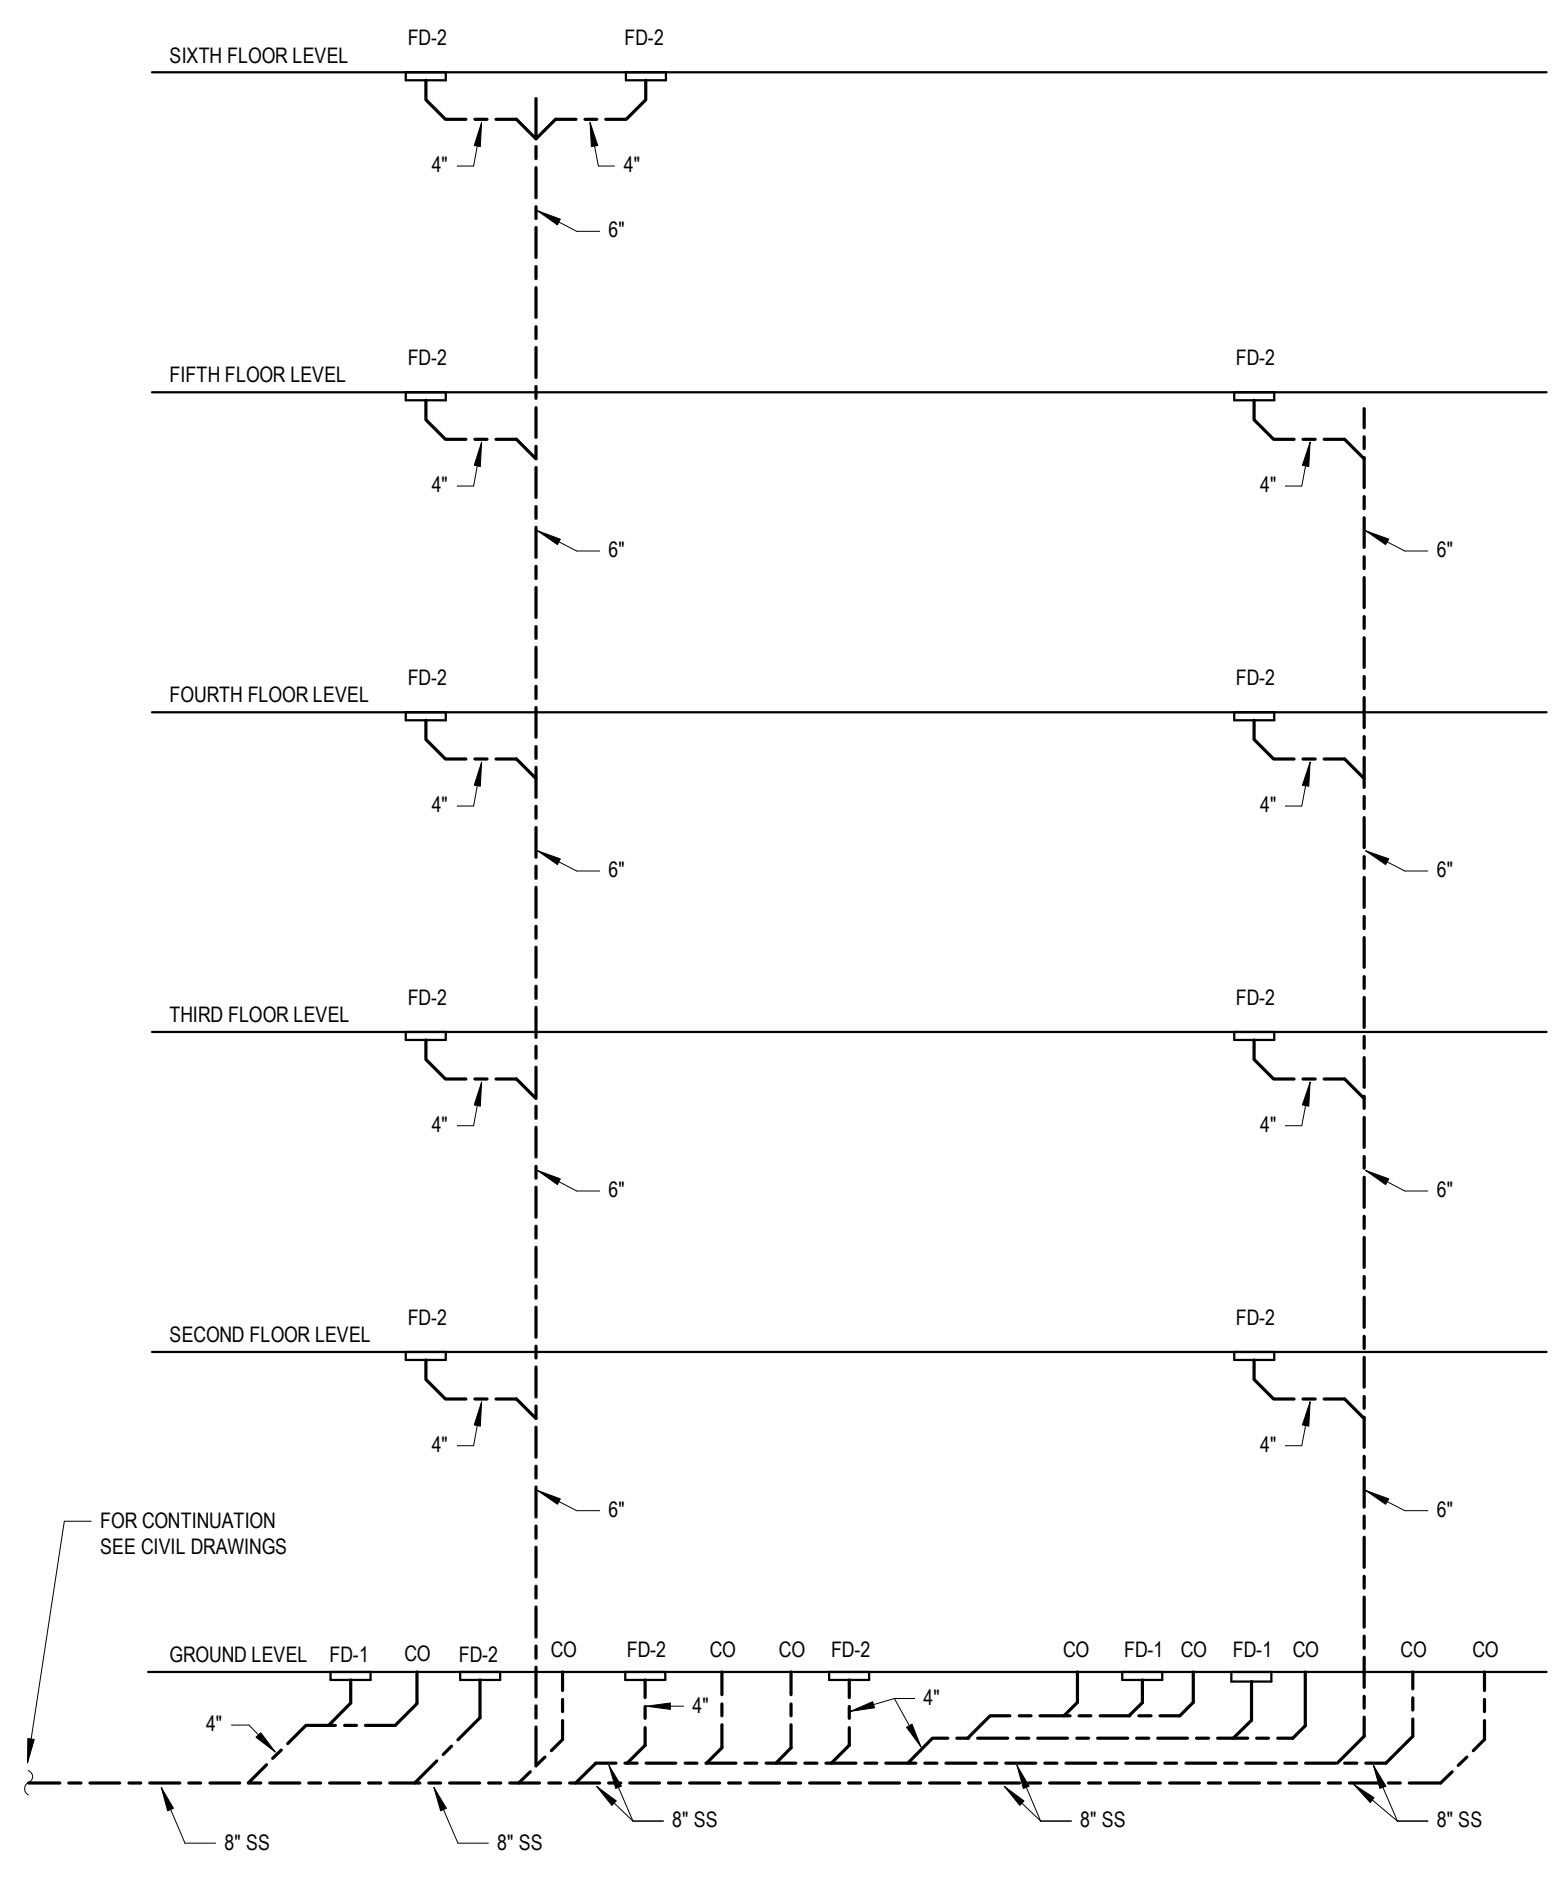 FD-2 FD-2
SIXTH FLOOR LEVEL
4" 4"
6"
FD-2 FD-2
FIFTH FLOOR LEVEL
4" 4"
6" 6"
FD-2 FD-2
FOURTH FLOOR LEVEL
4" 4"
6" 6"
FD-2 FD-2
THIRD FLOOR LEVEL
4" 4"
6" 6"
FD-2 FD-2
SECOND FLOOR LEVEL
4" 4"
6" 6"
FOR CONTINUATION
SEE CIVIL DRAWINGS
GROUND LEVEL FD-1 CO FD-2 CO FD-2 CO CO FD-2 CO FD-1 CO FD-1 CO CO CO
4" 4" 4"
8" SS 8" SS 8" SS
8" SS 8" SS